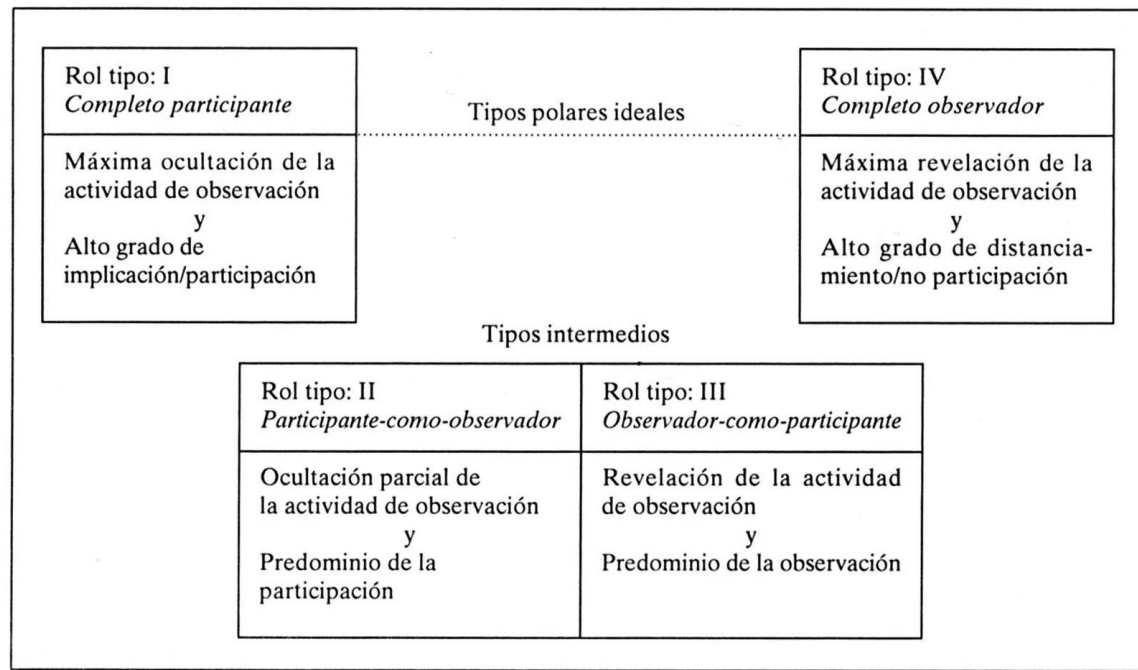 Rol tipo: I
Completo participante
Máxima ocultación de la
actividad de observación
y
Alto grado de
implicación/participación
Tipos polares ideales
Rol tipo: IV
Completo observador
Máxima revelación de la
actividad de observación
y
Alto grado de distancia-
miento/no participación
Tipos intermedios
Rol tipo: II
Participante-como-observador
Ocultación parcial de
la actividad de observación
y
Predominio de la
participación
Rol tipo: III
Observador-como-participante
Revelación de la actividad
de observación
y
Predominio de la observación